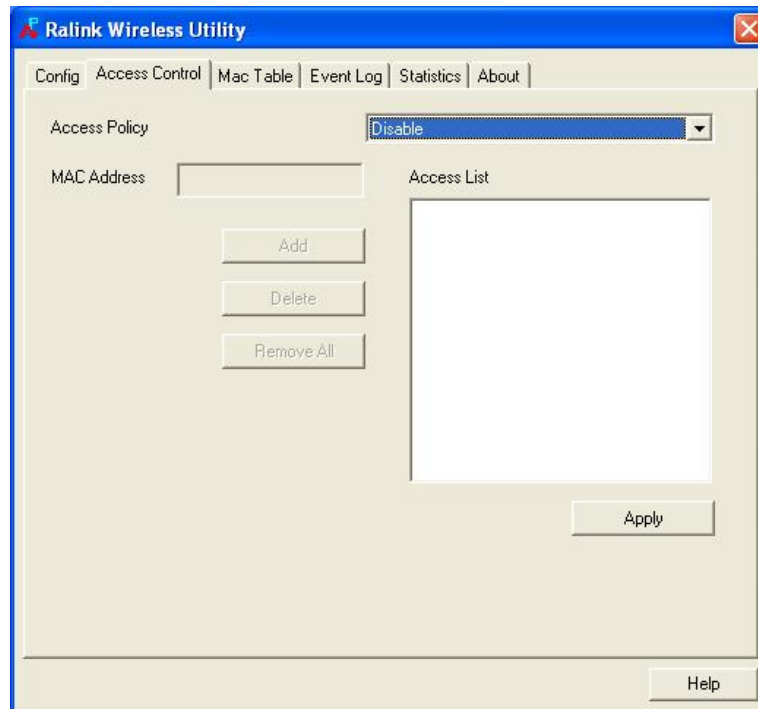 Ralink Wireless Utility
Config Access Control Mac Table Event Log Statistics About
Access Policy Disable
MAC Address Access List
Add
Delete
Remove All
Apply
Help